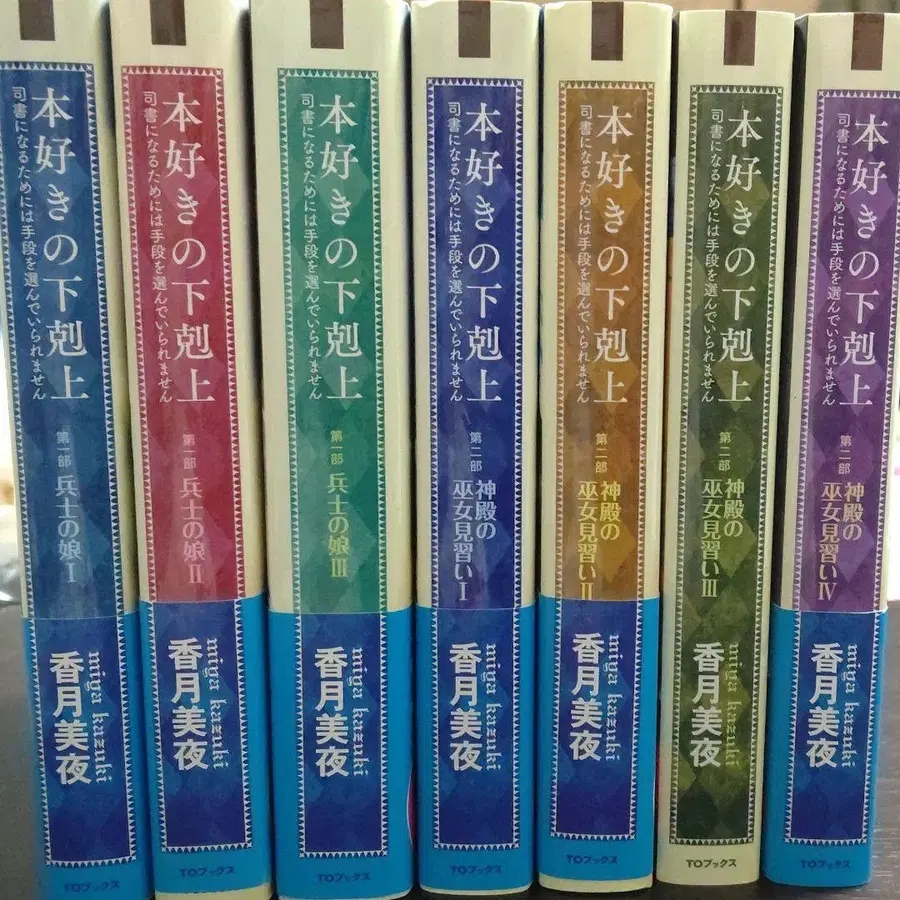 本好きの下剋上
司書になるためには手段を選んでいられません
第一部
兵士の娘Ⅰ
香月美夜
miya kazuki
TOブックス
本好きの下剋上
司書になるためには手段を選んでいられません
第一部
兵士の娘Ⅱ
香月美夜
miya kazuki
TOブックス
本好きの下剋上
司書になるためには手段を選んでいられません
第一部
兵士の娘Ⅲ
香月美夜
miya kazuki
TOブックス
本好きの下剋上
司書になるためには手段を選んでいられません
第二部
神殿の
巫女見習いⅠ
香月美夜
miya kazuki
TOブックス
本好きの下剋上
司書になるためには手段を選んでいられません
第二部
神殿の
巫女見習いⅡ
香月美夜
miya kazuki
TOブックス
本好きの下剋上
司書になるためには手段を選んでいられません
第二部
神殿の
巫女見習いⅢ
香月美夜
miya kazuki
TOブックス
本好きの下剋上
司書になるためには手段を選んでいられません
第二部
神殿の
巫女見習いⅣ
香月美夜
miya kazuki
TOブックス